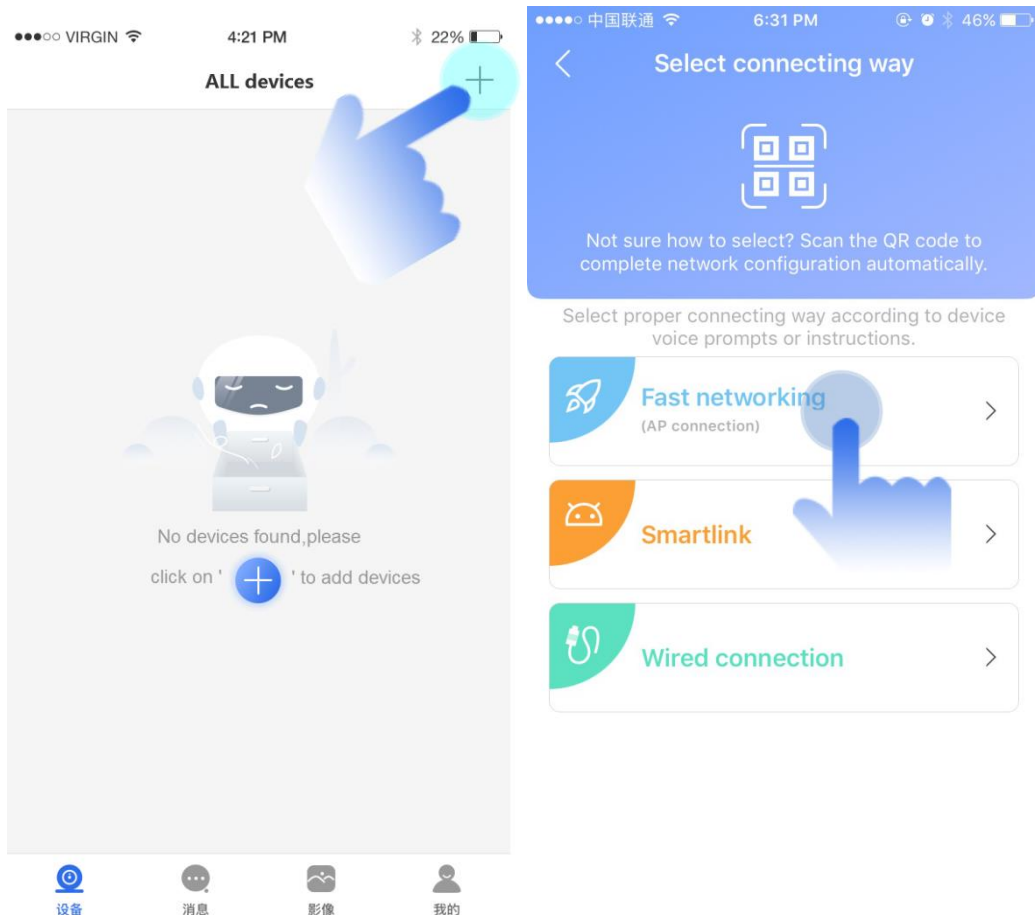 VIRGIN 4:21 PM 22%
ALL devices
No devices found,please
click on ' + ' to add devices
设备 消息 影像 我的
中国联通 6:31 PM 46%
Select connecting way
Not sure how to select? Scan the QR code to
complete network configuration automatically.
Select proper connecting way according to device
voice prompts or instructions.
Fast networking
(AP connection)
Smartlink
Wired connection